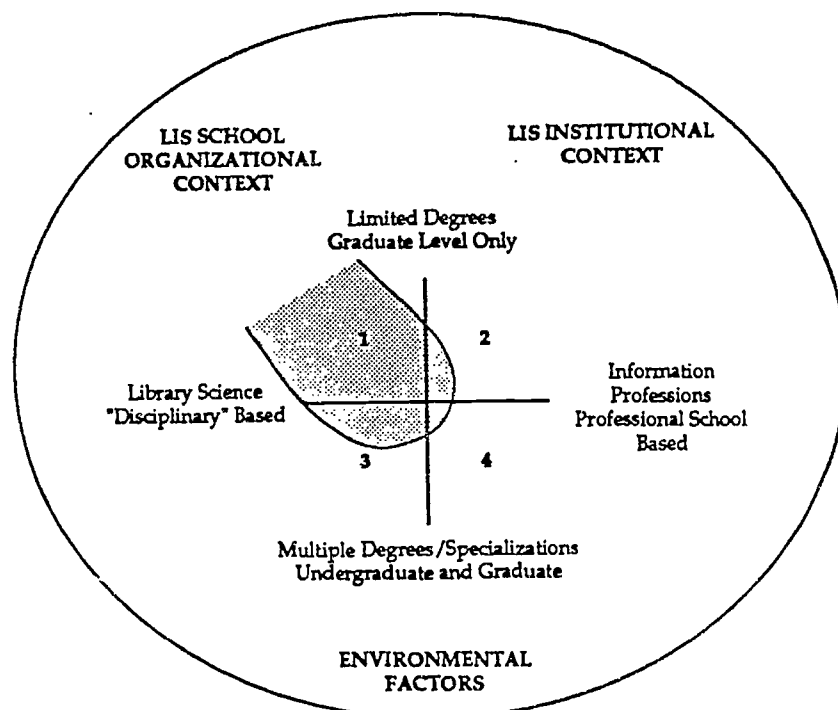 LIS SCHOOL
ORGANIZATIONAL
CONTEXT
LIS INSTITUTIONAL
CONTEXT
Limited Degrees
Graduate Level Only
1
2
Library Science
"Disciplinary" Based
Information
Professions
Professional School
Based
3
4
Multiple Degrees/Specializations
Undergraduate and Graduate
ENVIRONMENTAL
FACTORS